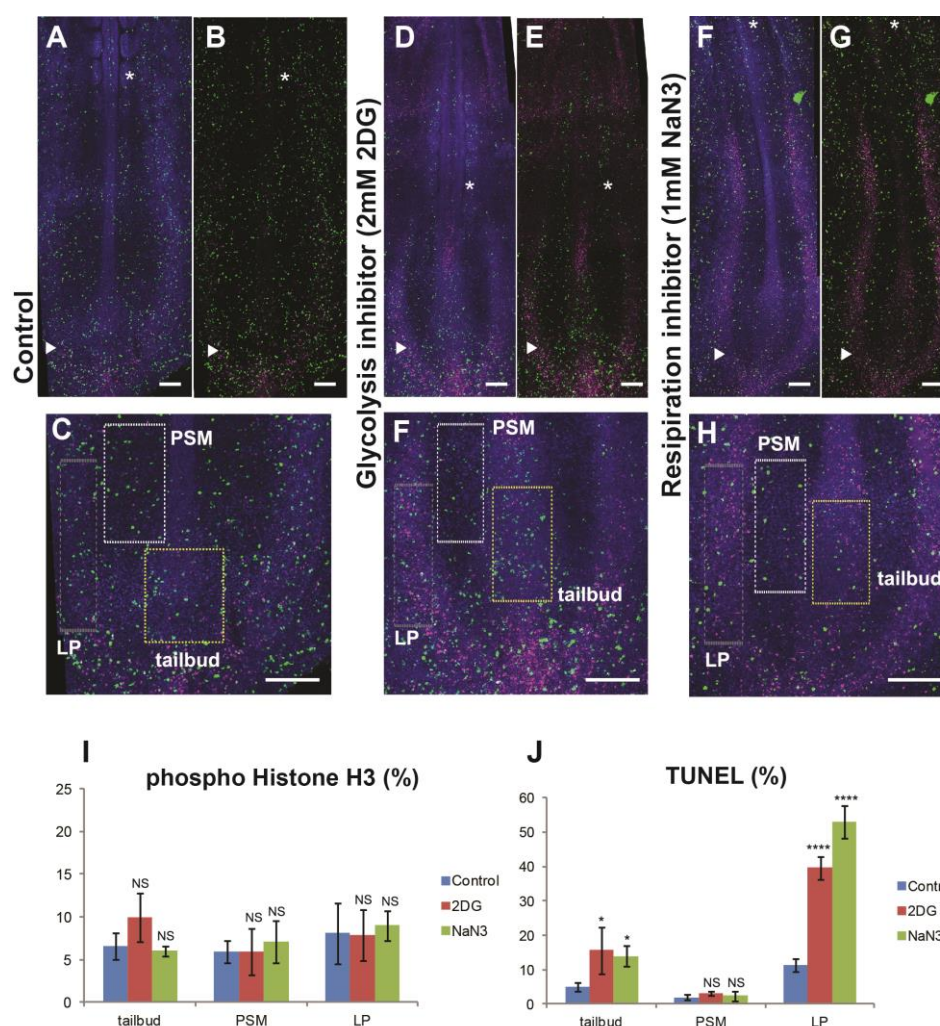 A
B
D
E
F
G
*
*
*
*
*
*
Control
Glycolysis inhibitor (2mM 2DG)
Resipiration inhibitor (1mM NaN3)
C
PSM
LP
tailbud
F
PSM
LP
tailbud
H
PSM
LP
tailbud
I
phospho Histone H3 (%)
25
20
15
10
5
0
NS
NS
NS
NS
NS
NS
tailbud
PSM
LP
Control
2DG
NaN3
J
TUNEL (%)
60
50
40
30
20
10
0
*
*
NS
NS
****
****
tailbud
PSM
LP
Contr
2DG
NaN3